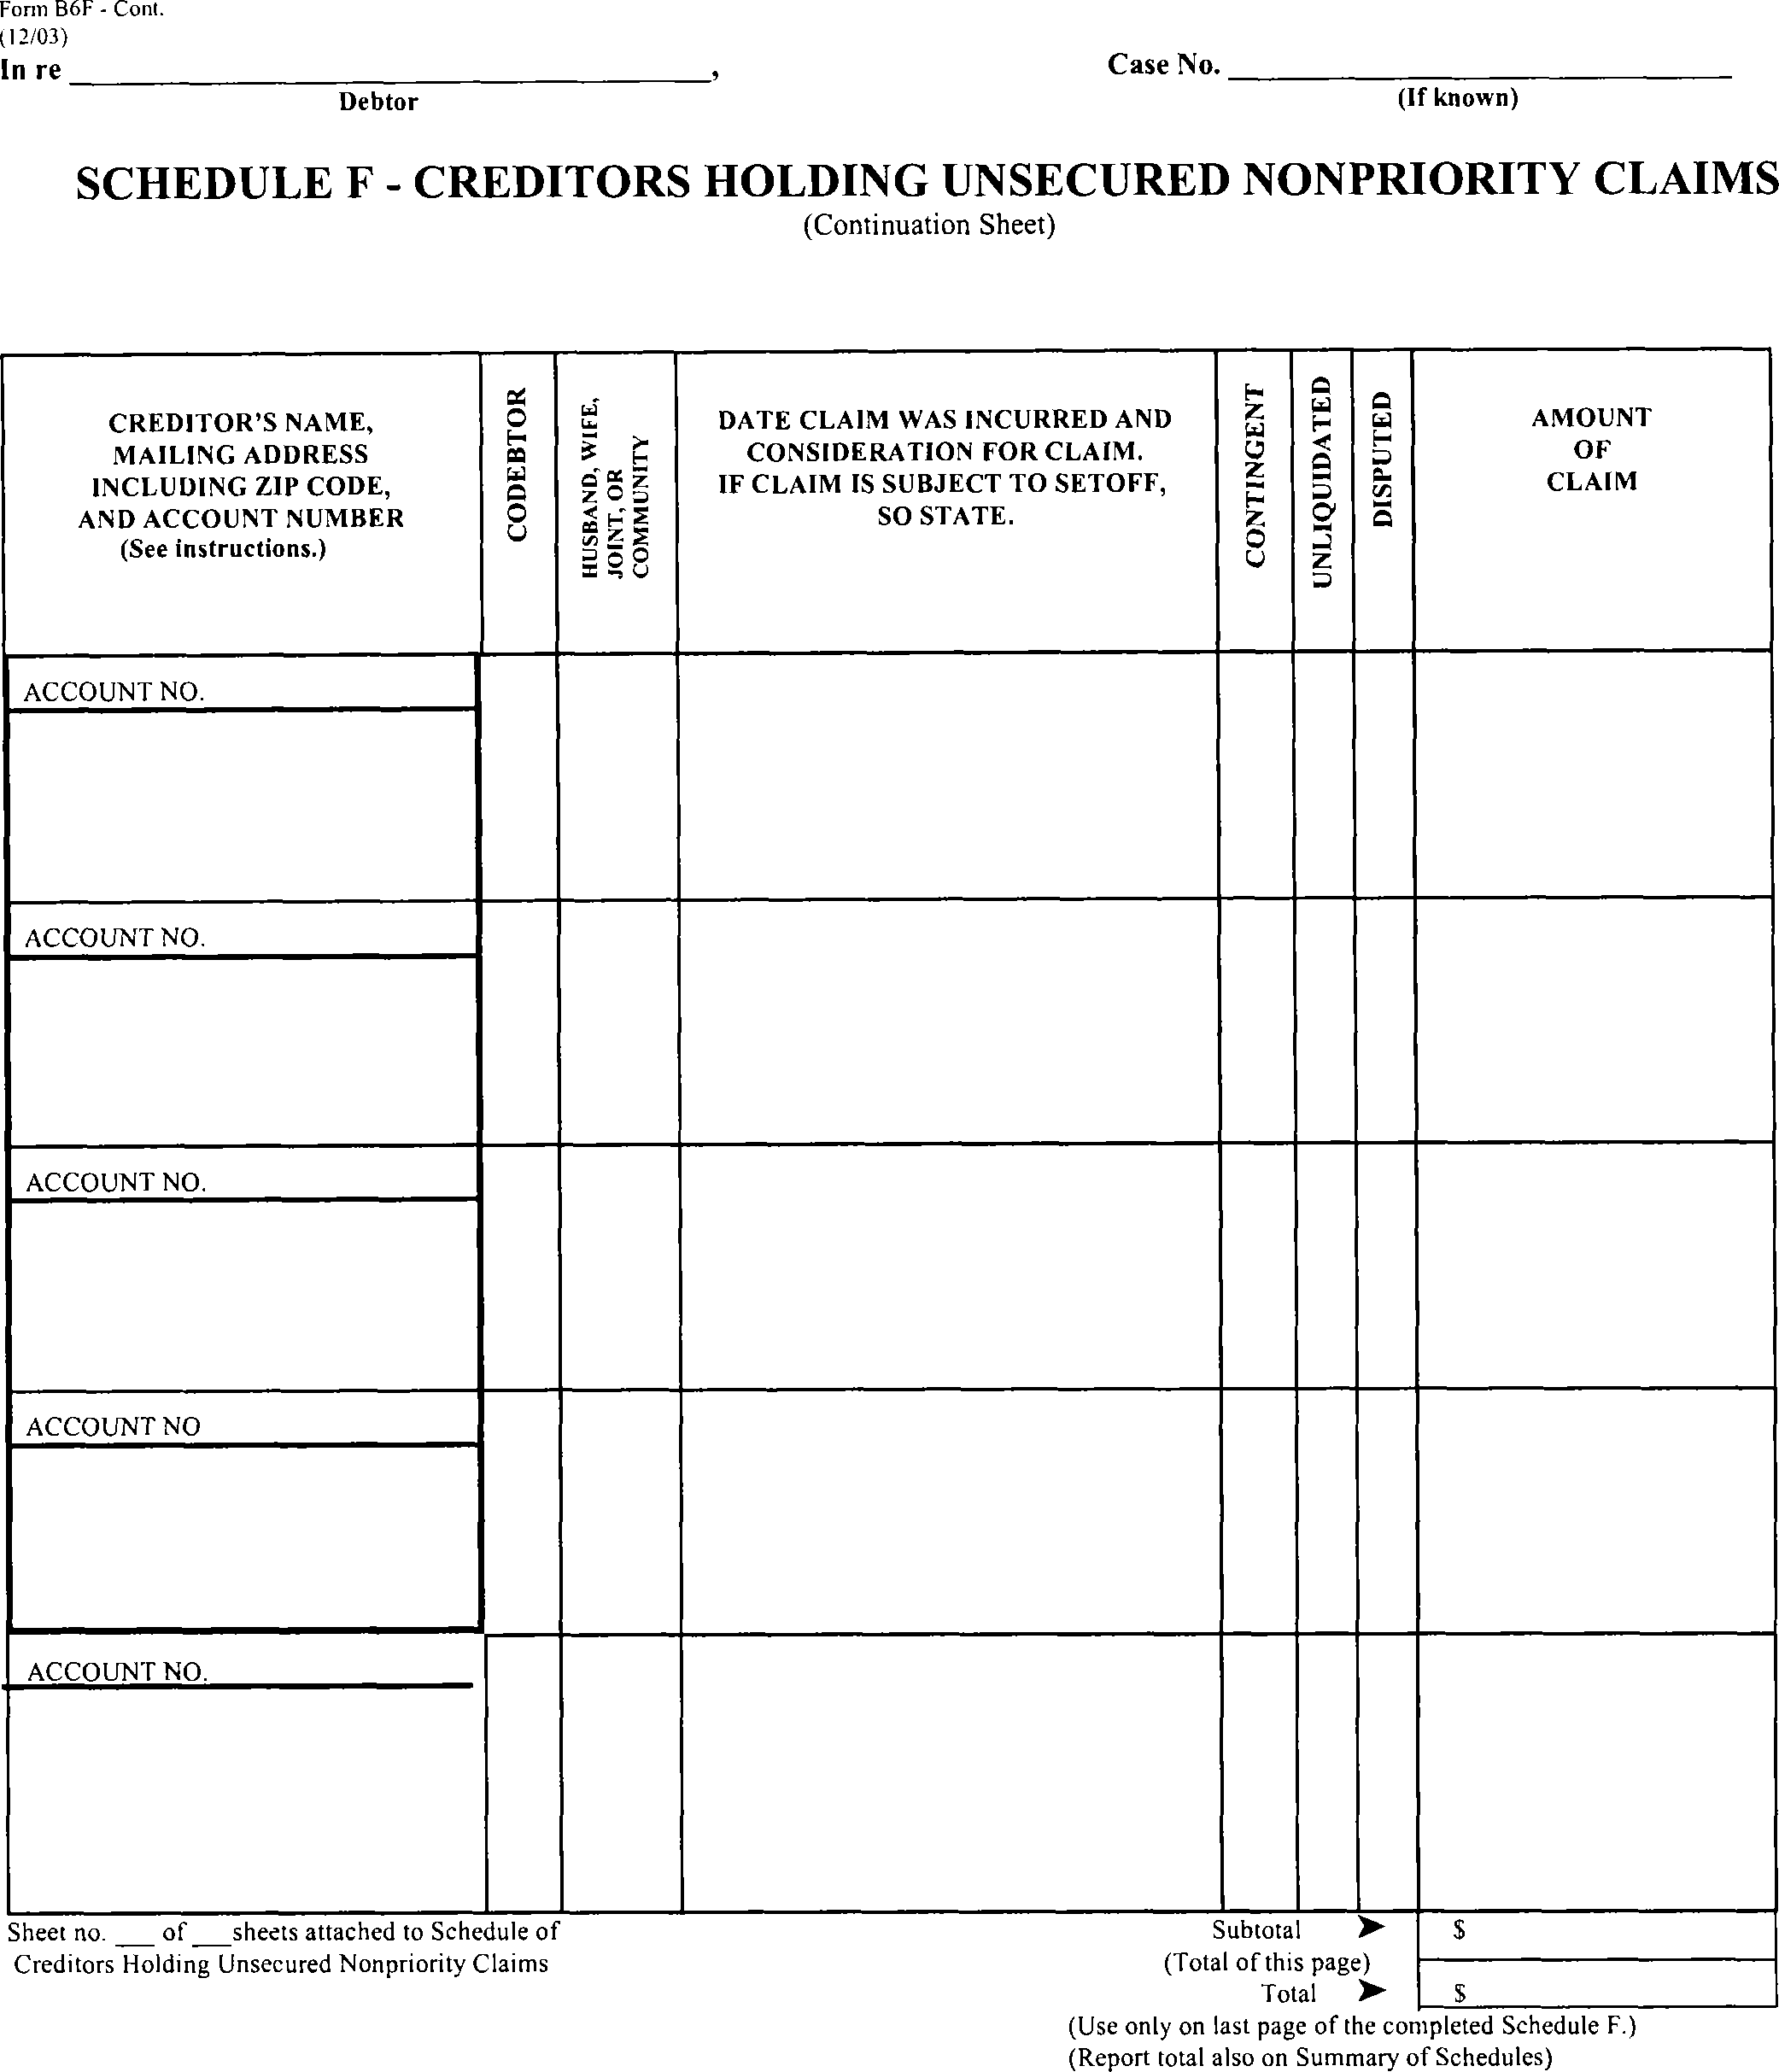 Form B6F - Cont.
(12/03)
In re ____________________, Case No. ____________________
Debtor (If known)
SCHEDULE F - CREDITORS HOLDING UNSECURED NONPRIORITY CLAIMS
(Continuation Sheet)
CREDITOR'S NAME,
MAILING ADDRESS
INCLUDING ZIP CODE,
AND ACCOUNT NUMBER
(See instructions.)
CODEBTOR
HUSBAND, WIFE,
JOINT, OR
COMMUNITY
DATE CLAIM WAS INCURRED AND
CONSIDERATION FOR CLAIM.
IF CLAIM IS SUBJECT TO SETOFF,
SO STATE.
CONTINGENT
UNLIQUIDATED
DISPUTED
AMOUNT
OF
CLAIM
ACCOUNT NO.
ACCOUNT NO.
ACCOUNT NO.
ACCOUNT NO
ACCOUNT NO.
Sheet no. ___ of ___sheets attached to Schedule of
Creditors Holding Unsecured Nonpriority Claims
Subtotal ➤ $
(Total of this page)
Total ➤ $
(Use only on last page of the completed Schedule F.)
(Report total also on Summary of Schedules)